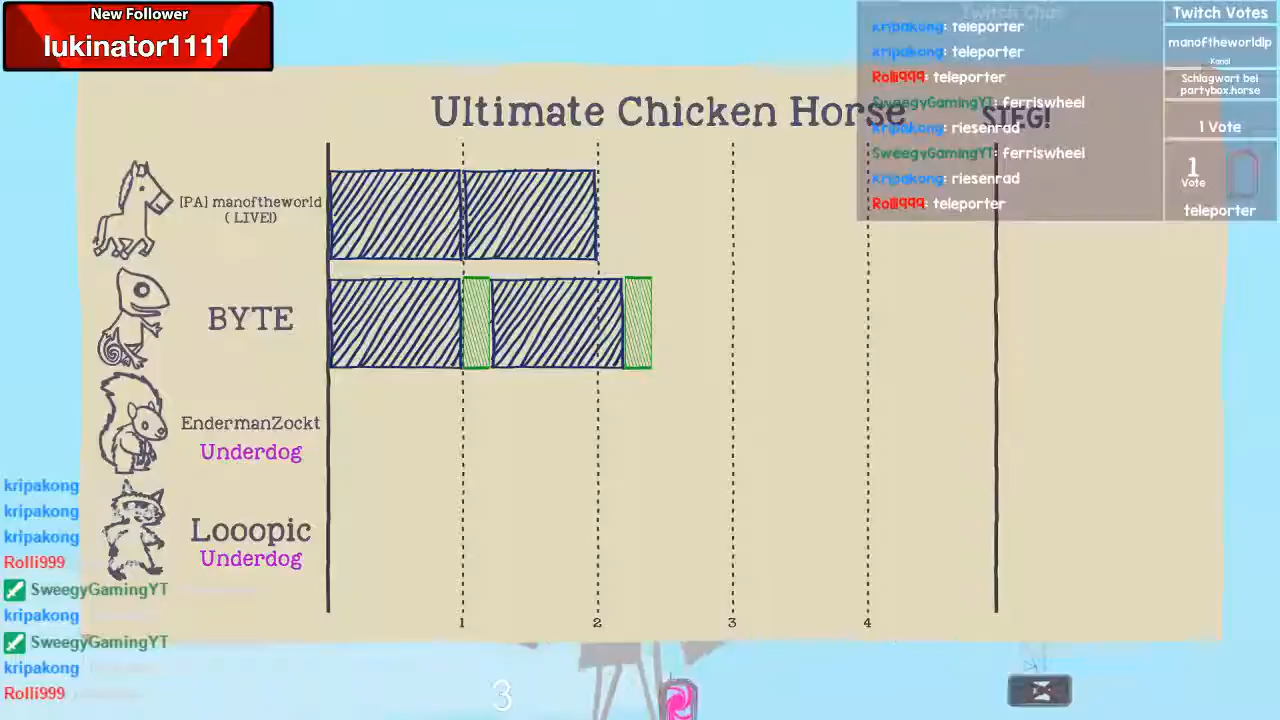 New Follower
lukinator1111
Twitch Chat
kripakong: teleporter
kripakong: teleporter
Rolli999: teleporter
SweegyGamingYT: ferriswheel
kripakong: riesenrad
SweegyGamingYT: ferriswheel
kripakong: riesenrad
Rolli999: teleporter
Twitch Votes
manoftheworldlp
Kanal
Schlagwort bei
partybox.horse
1 Vote
1
Vote
teleporter
Ultimate Chicken Horse
SIEG!
[PA] manoftheworld
( LIVE!)
BYTE
EndermanZockt
Underdog
Looopic
Underdog
1
2
3
4
kripakong
kripakong
kripakong
Rolli999
SweegyGamingYT
kripakong
SweegyGamingYT
kripakong
Rolli999
3